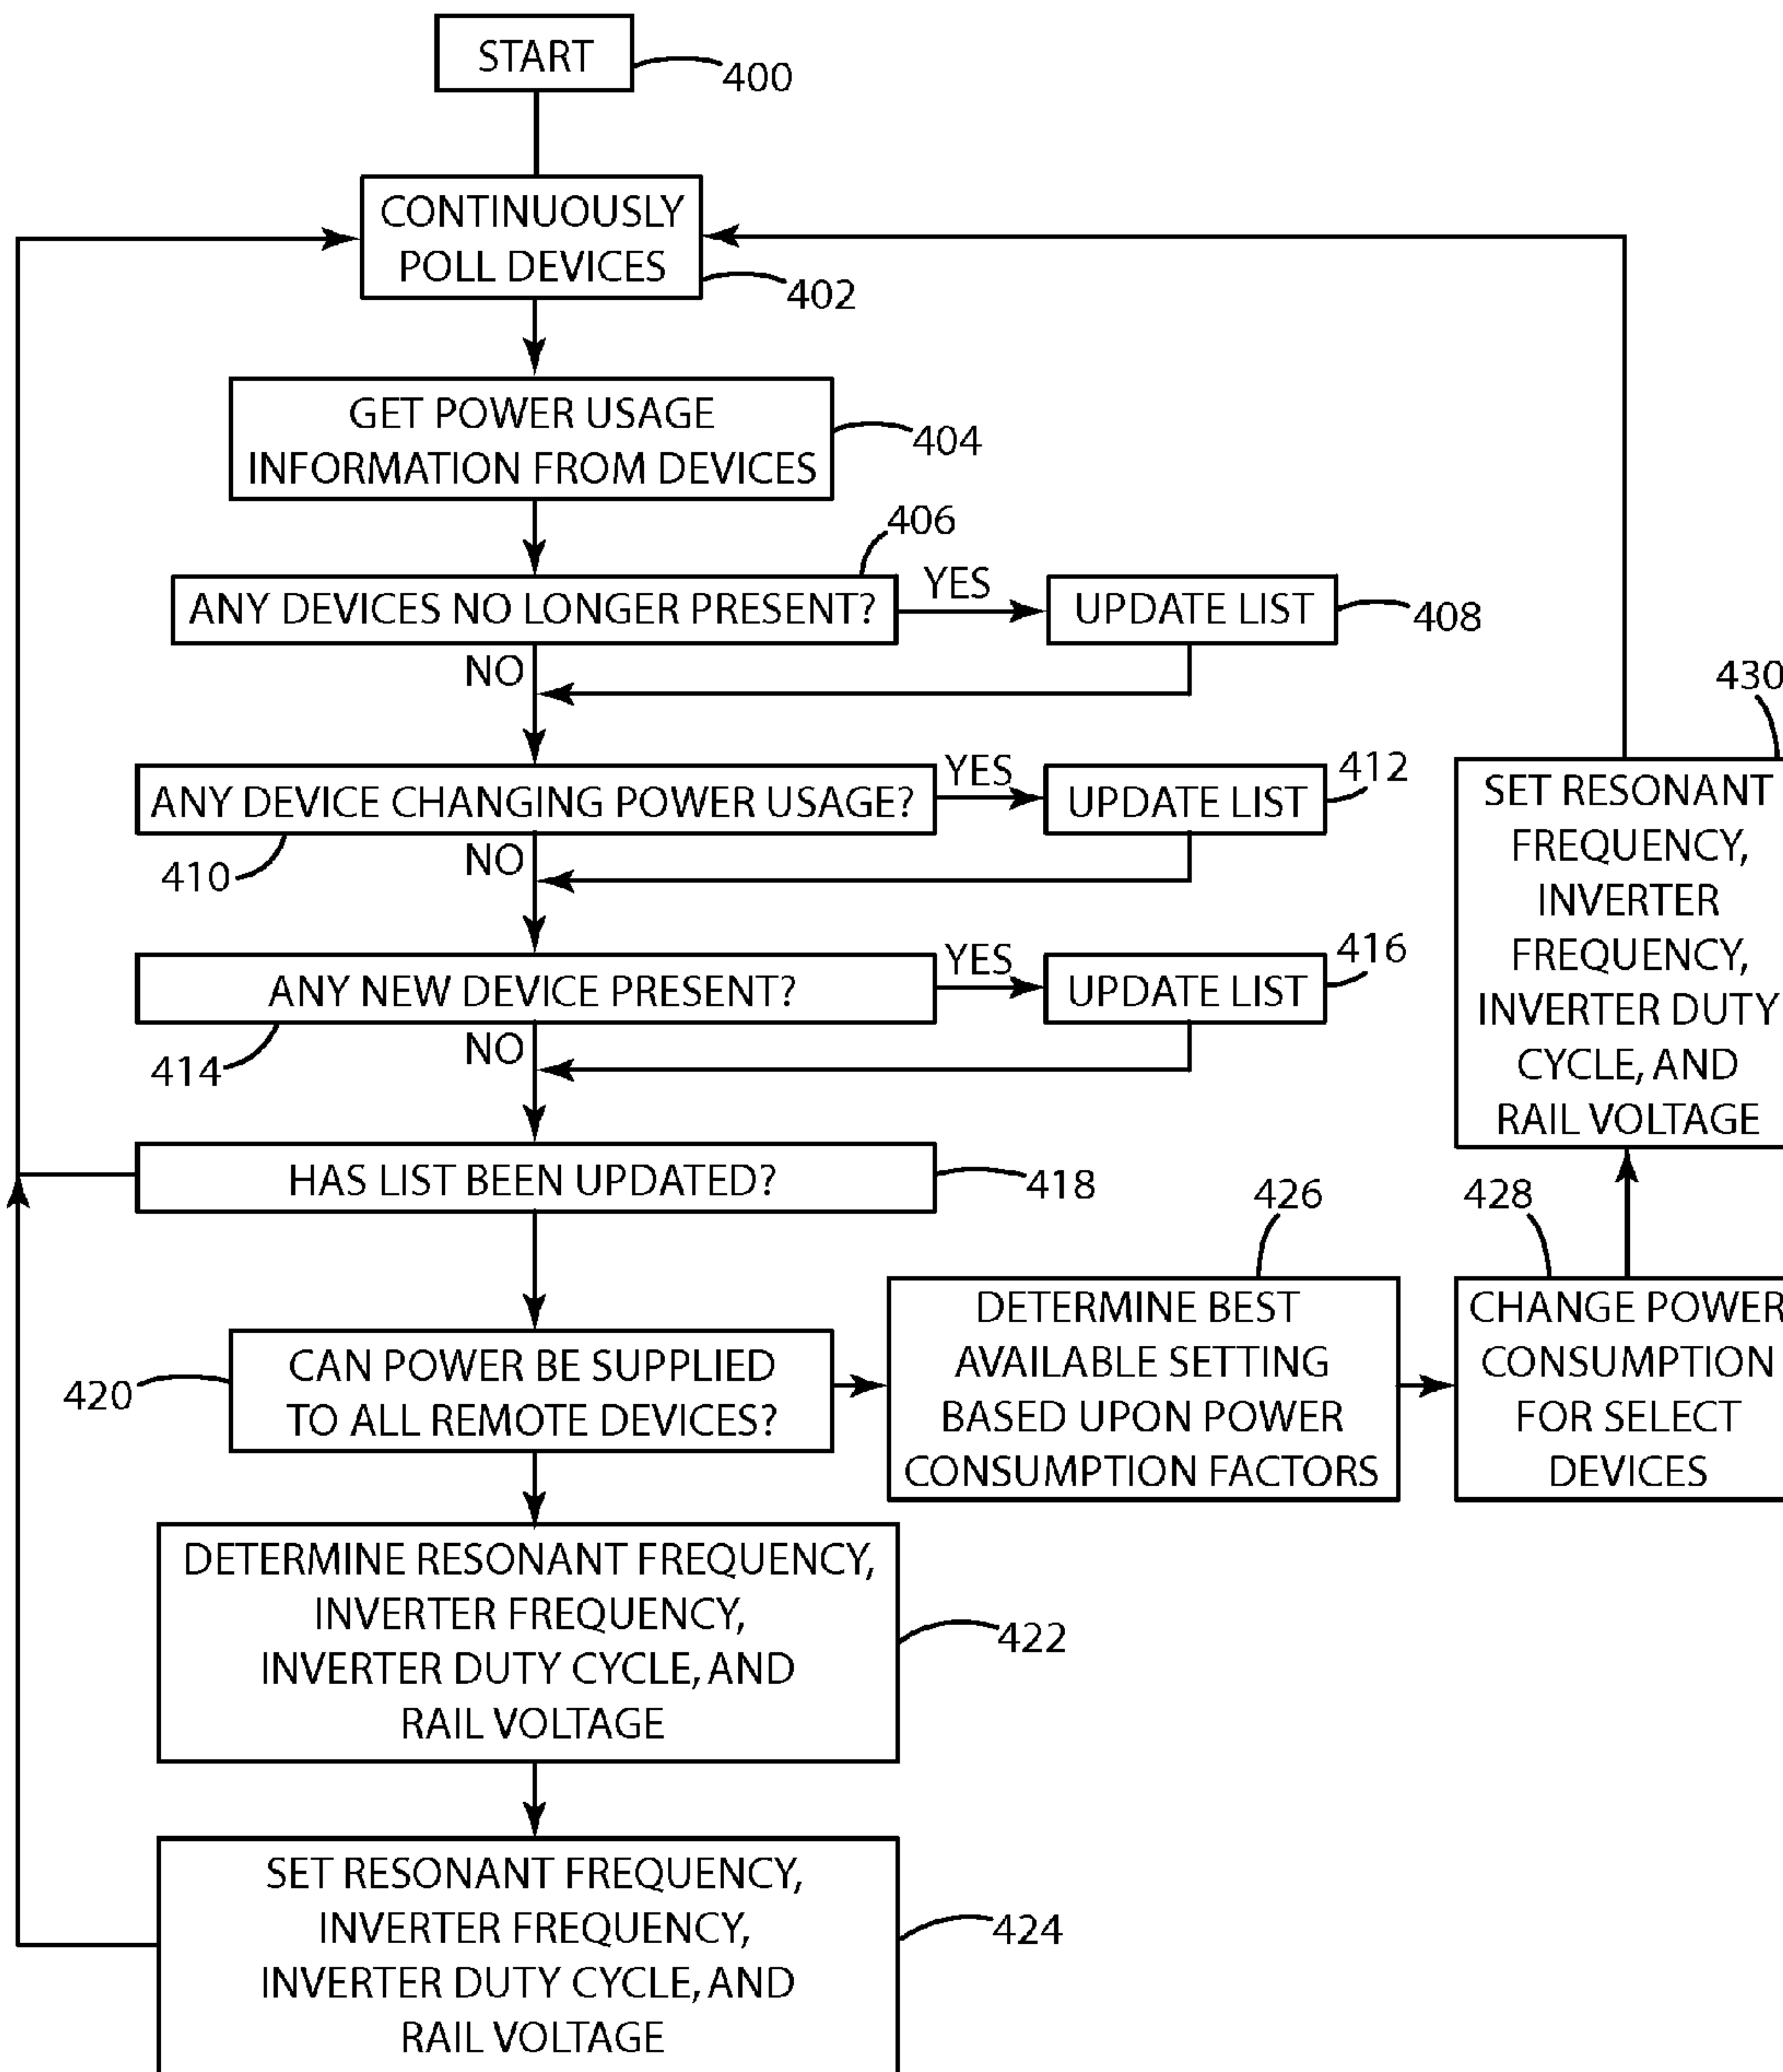 START
400
CONTINUOUSLY
POLL DEVICES
402
GET POWER USAGE
INFORMATION FROM DEVICES
404
406
ANY DEVICES NO LONGER PRESENT?
YES
UPDATE LIST
408
NO
ANY DEVICE CHANGING POWER USAGE?
YES
UPDATE LIST
412
410
NO
ANY NEW DEVICE PRESENT?
YES
UPDATE LIST
416
414
NO
HAS LIST BEEN UPDATED?
418
CAN POWER BE SUPPLIED
TO ALL REMOTE DEVICES?
420
426
DETERMINE BEST
AVAILABLE SETTING
BASED UPON POWER
CONSUMPTION FACTORS
428
CHANGE POWER
CONSUMPTION
FOR SELECT
DEVICES
430
SET RESONANT
FREQUENCY,
INVERTER
FREQUENCY,
INVERTER DUTY
CYCLE, AND
RAIL VOLTAGE
DETERMINE RESONANT FREQUENCY,
INVERTER FREQUENCY,
INVERTER DUTY CYCLE, AND
RAIL VOLTAGE
422
SET RESONANT FREQUENCY,
INVERTER FREQUENCY,
INVERTER DUTY CYCLE, AND
RAIL VOLTAGE
424